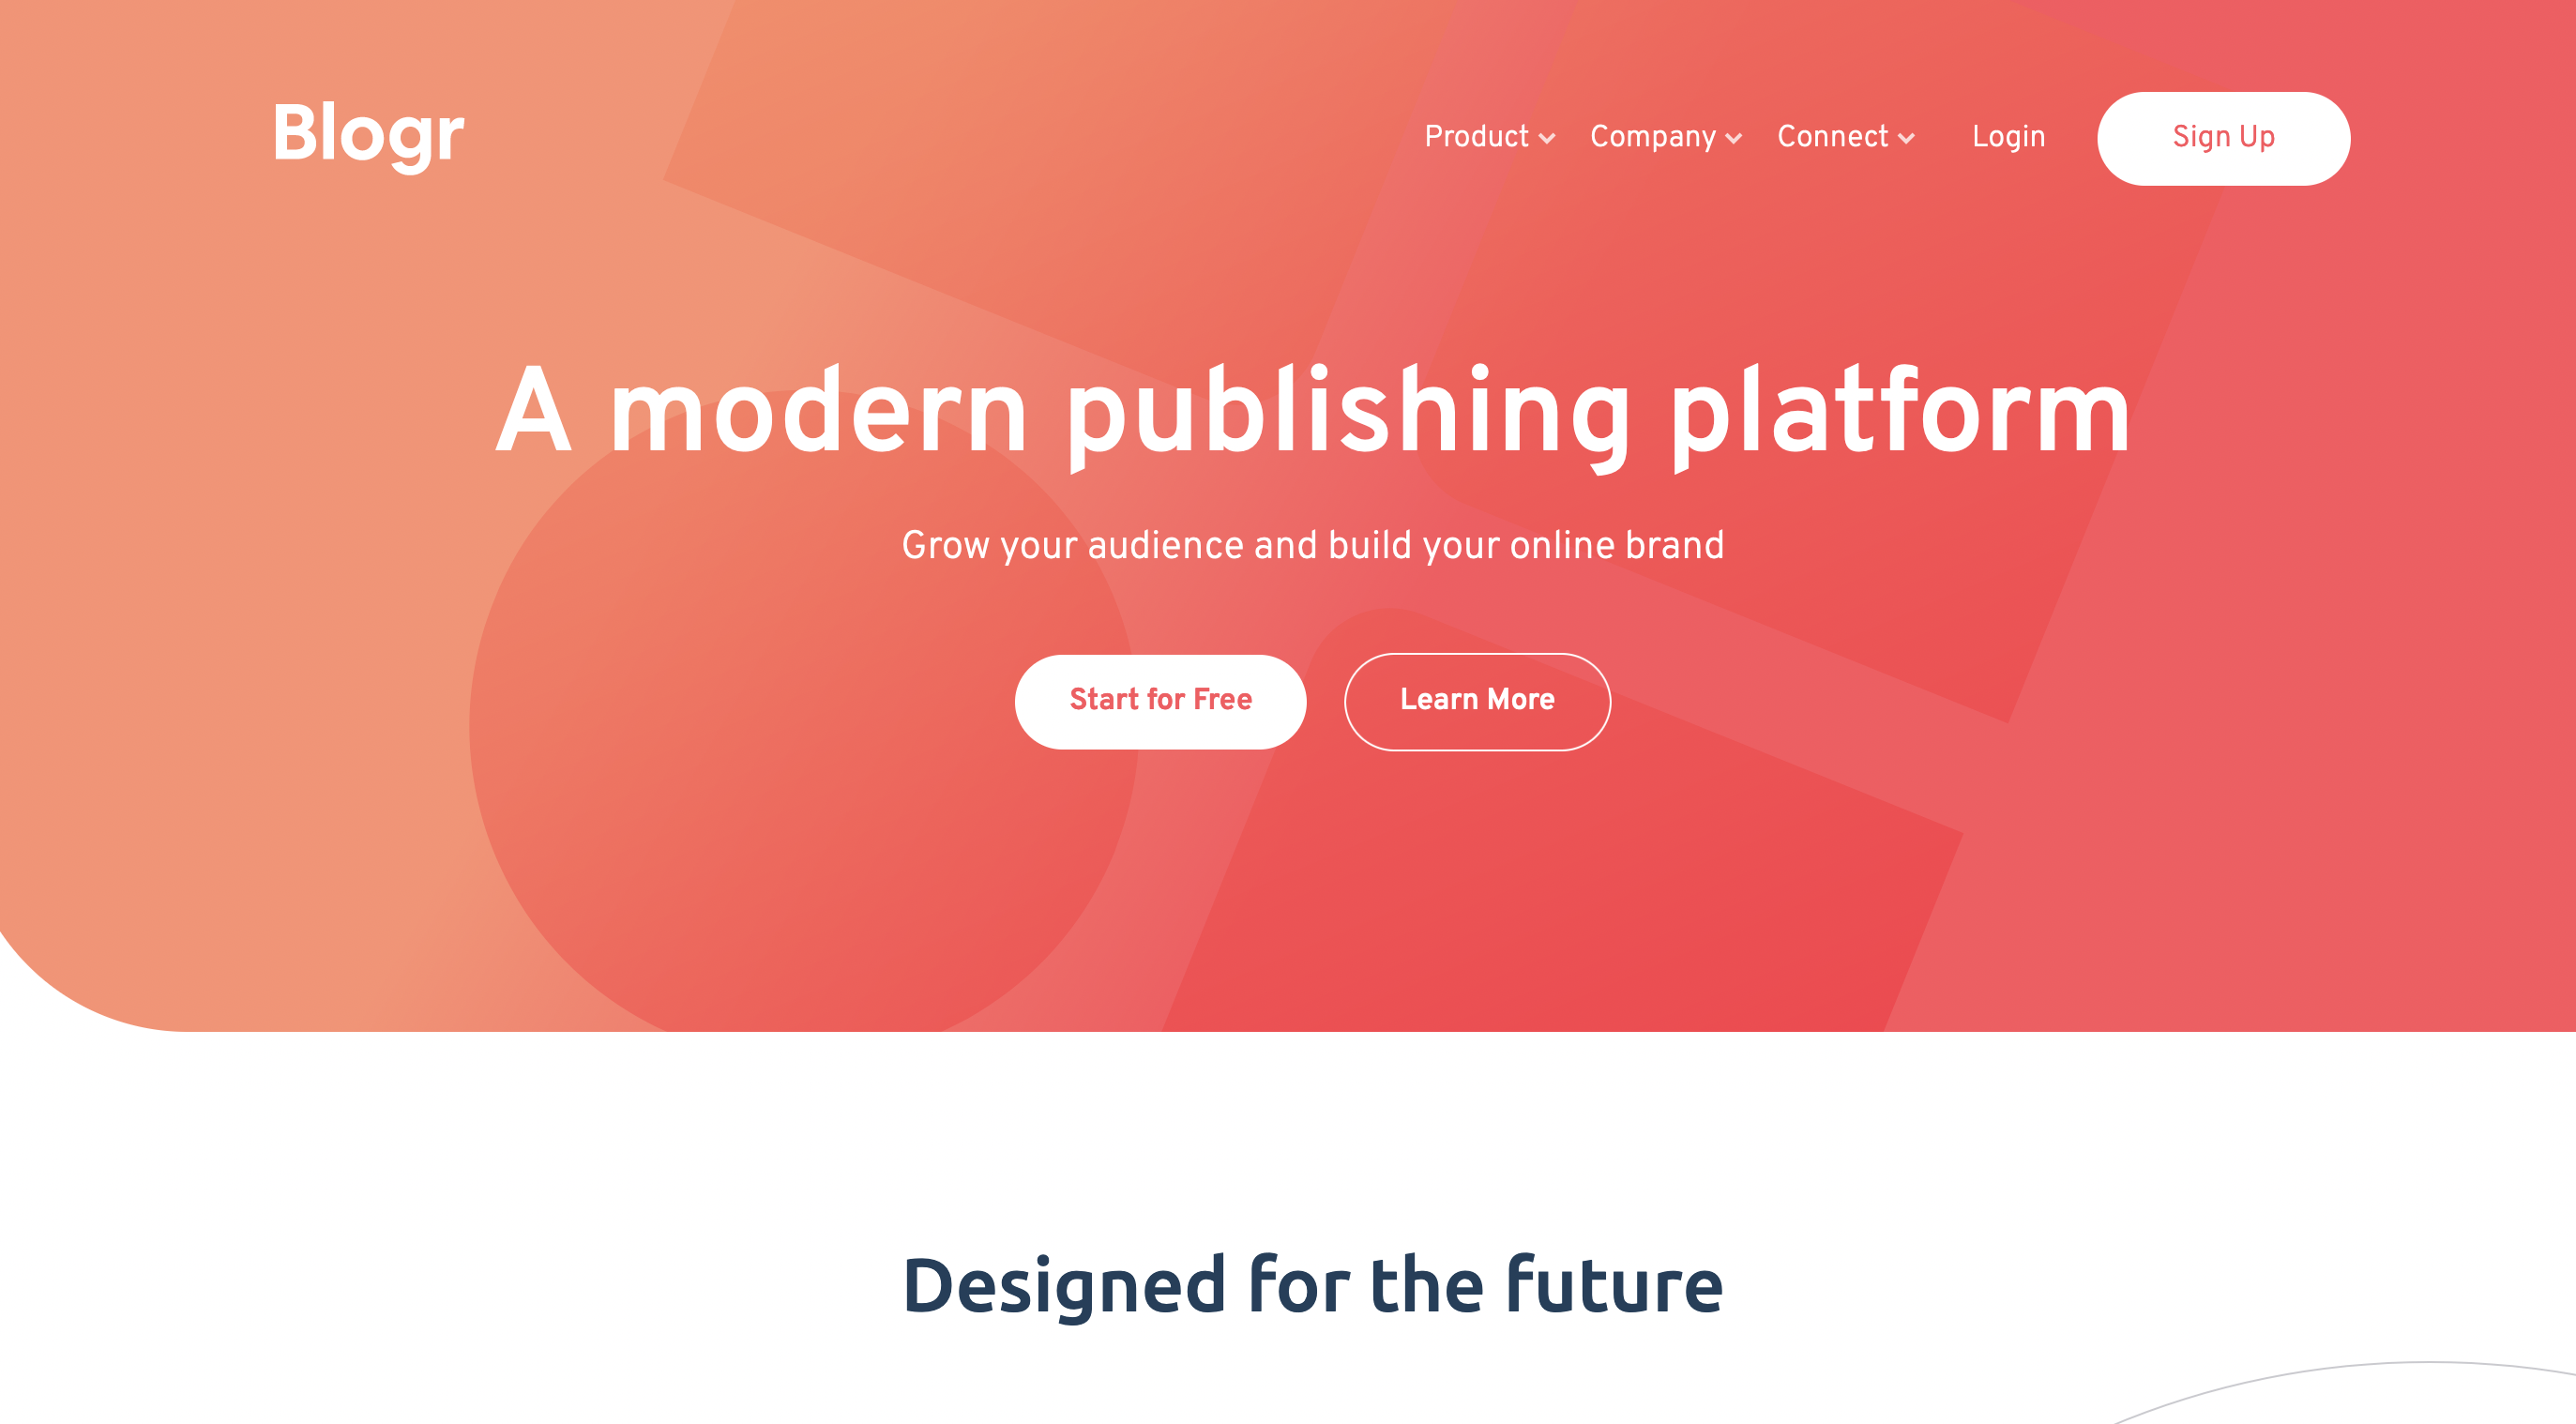 Blogr
Product Company Connect Login Sign Up
A modern publishing platform
Grow your audience and build your online brand
Start for Free Learn More
Designed for the future